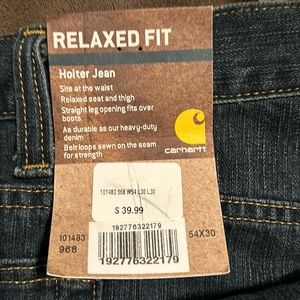 RELAXED FIT
Holter Jean
Sits at the waist
Relaxed seat and thigh
Straight leg opening fits over
boots
As durable as our heavy-duty
denim
Belt loops sewn on the seam
for strength
carhartt
101483 968 W54 L30 L30
$ 39.99
192776322179
101483
968
54X30
192776322179